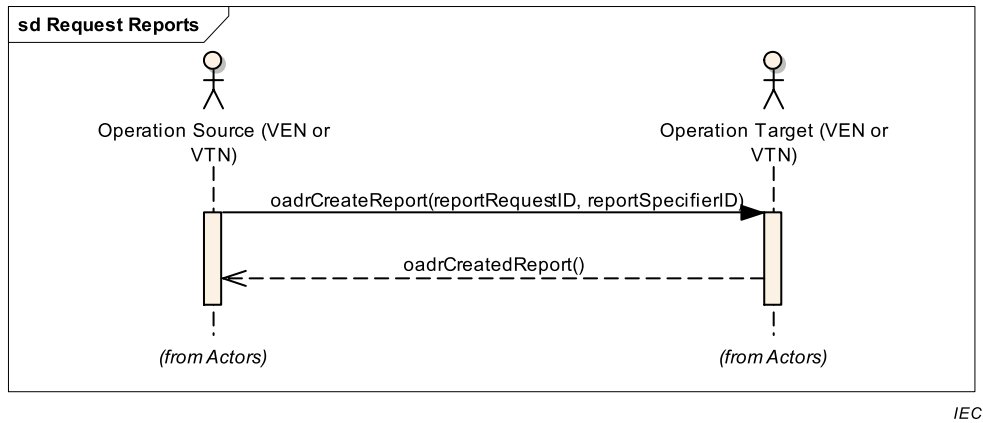 sd Request Reports
Operation Source (VEN or
VTN)
Operation Target (VEN or
VTN)
oadrCreateReport(reportRequestID, reportSpecifierID)
oadrCreatedReport()
(from Actors)
(from Actors)
IEC